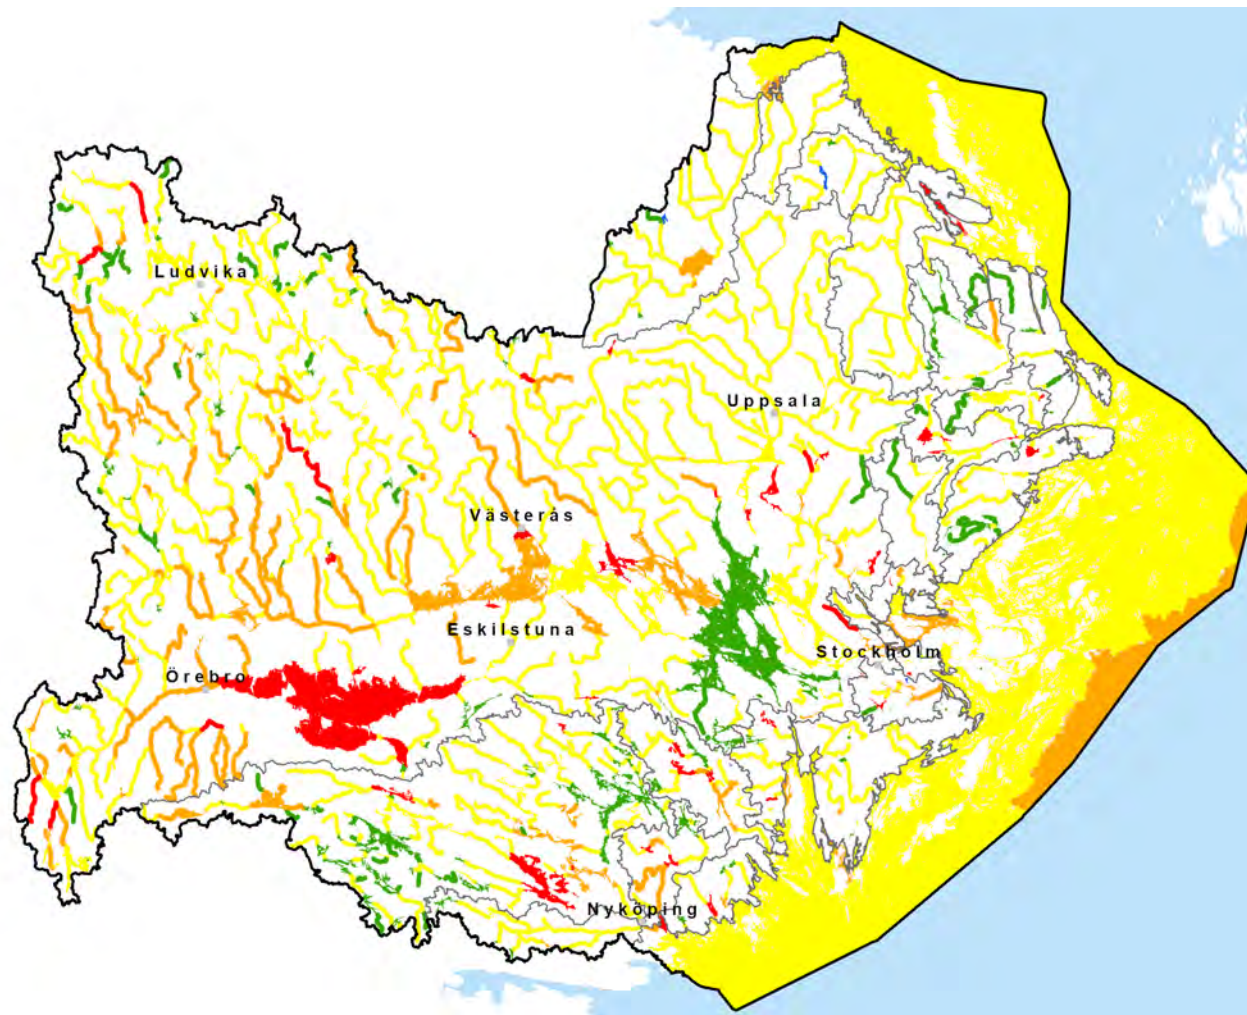 Ludvika
Uppsala
Västerås
Eskilstuna
Stockholm
Örebro
Nyköping